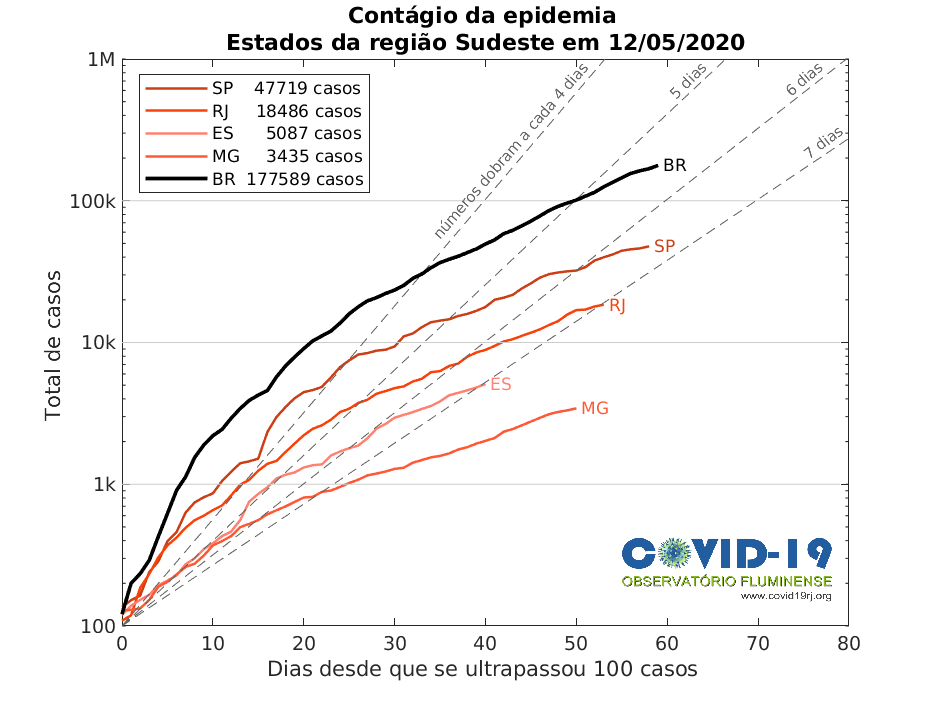 Contágio da epidemia
Estados da região Sudeste em 12/05/2020
1M
100k
10k
1k
100
Total de casos
SP 47719 casos
RJ 18486 casos
ES 5087 casos
MG 3435 casos
BR 177589 casos
números dobram a cada 4 dias
5 dias
6 dias
7 dias
BR
SP
RJ
ES
MG
COVID-19
OBSERVATÓRIO FLUMINENSE
www.covid19rj.org
0 10 20 30 40 50 60 70 80
Dias desde que se ultrapassou 100 casos